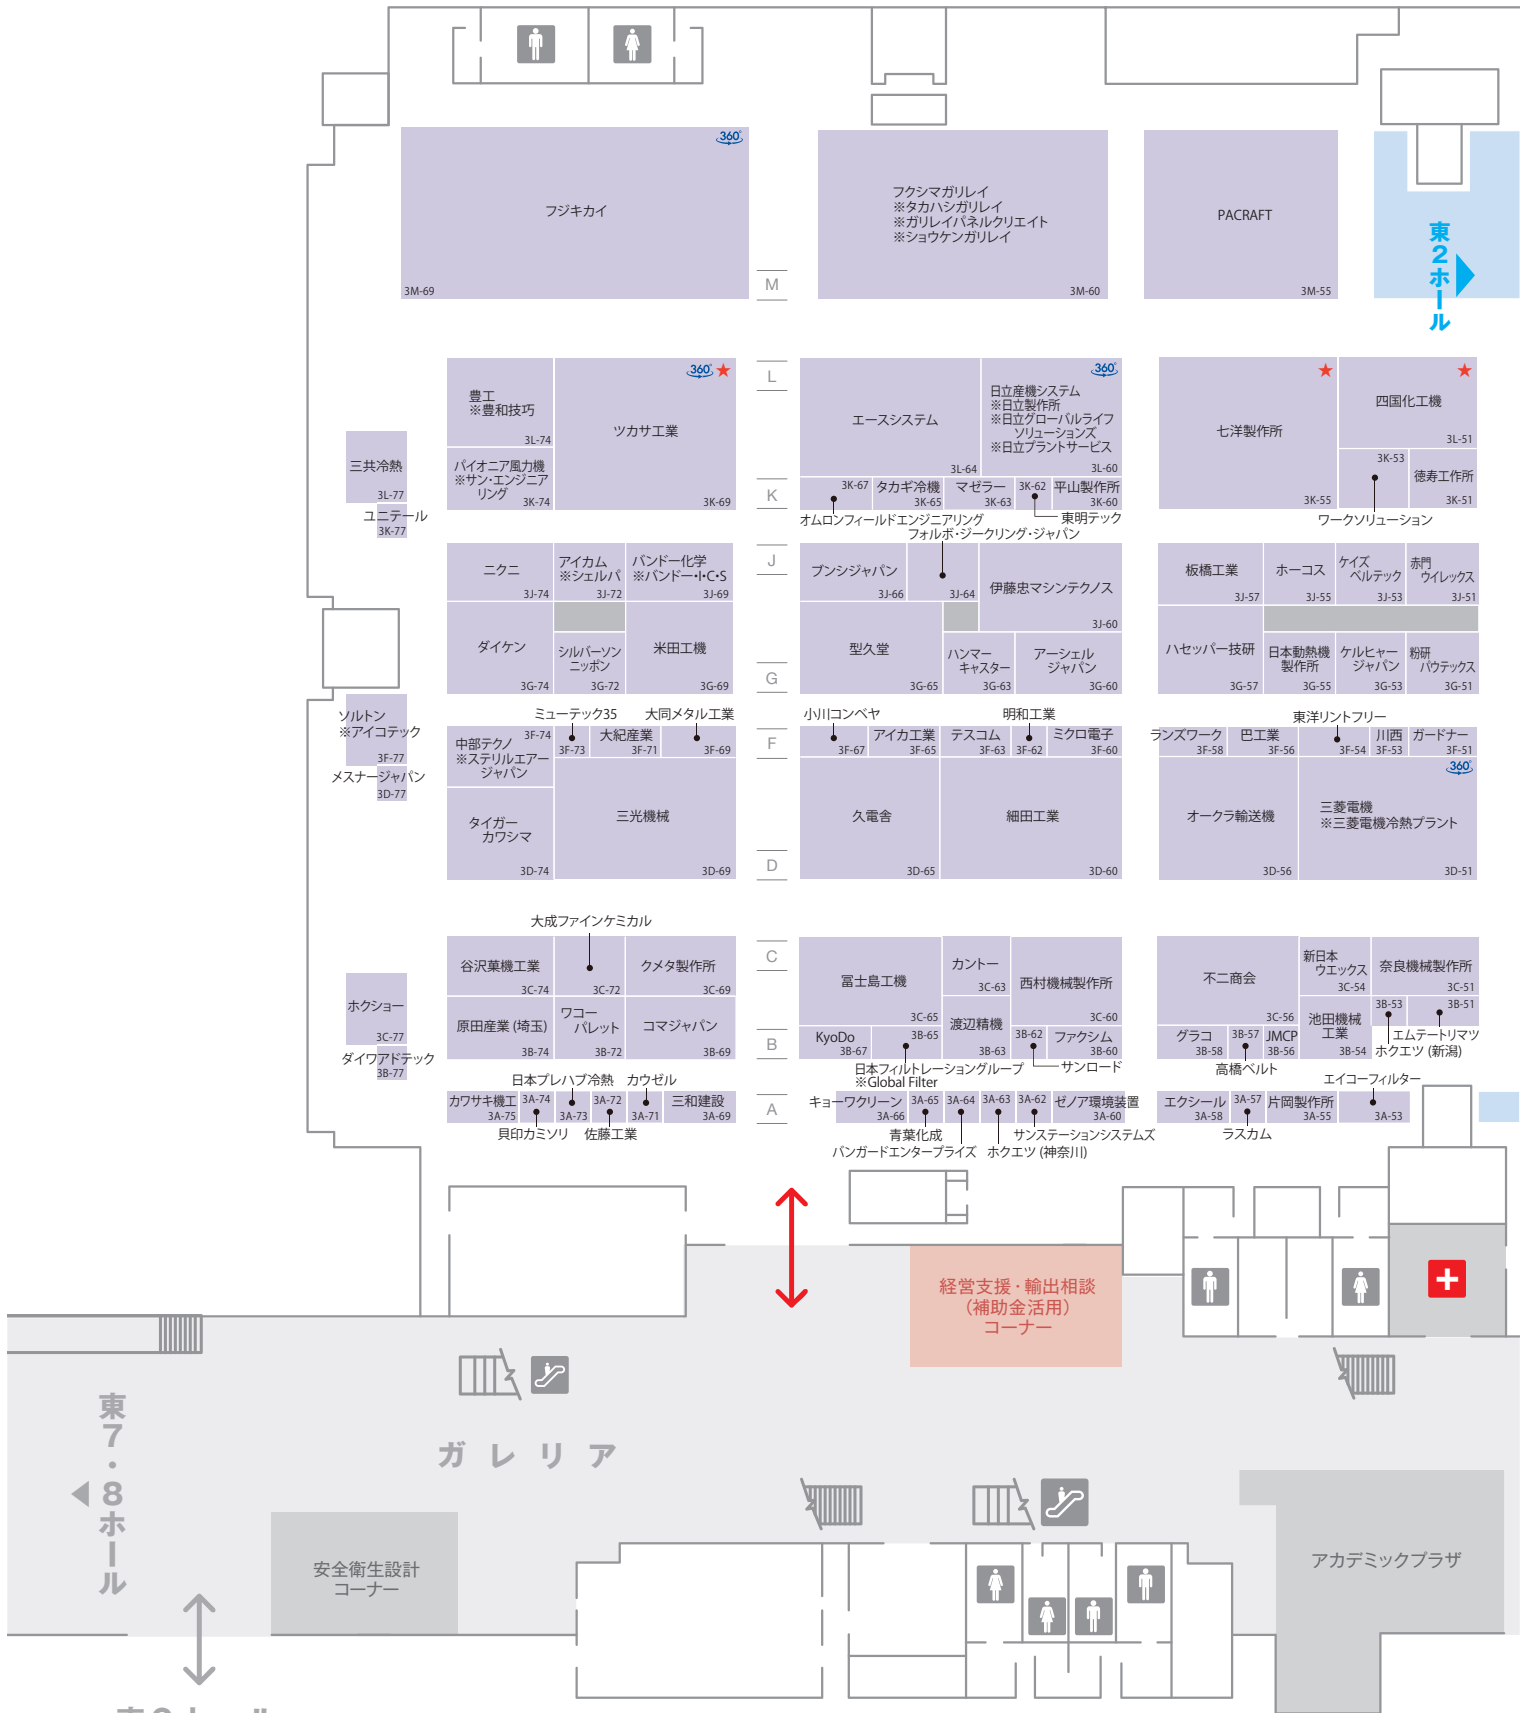 360°
フジキカイ
3M-69
フクシマガリレイ
※タカハシガリレイ
※ガリレイパネルクリエイト
※ショウケンガリレイ
3M-60
PACRAFT
3M-55
東2ホール
M
豊工
※豊和技巧
3L-74
360°
ツカサ工業
3K-69
パイオニア風力機
※サン・エンジニア
リング
3K-74
三共冷熱
3L-77
ユニテール
3K-77
L
エースシステム
3L-64
360°
日立産機システム
※日立製作所
※日立グローバルライフ
ソリューションズ
※日立プラントサービス
3L-60
七洋製作所
3K-55
四国化工機
3L-51
K
3K-67
オムロンフィールドエンジニアリング
タカギ冷機
3K-65
マゼラー
3K-63
3K-62
東明テック
平山製作所
3K-60
3K-53
ワークソリューション
徳寿工作所
3K-51
フォルボ・ジークリング・ジャパン
ニクニ
3J-74
アイカム
※シェルパ
3J-72
バンドー化学
※バンドー・I・C・S
3J-69
J
ブンシジャパン
3J-66
3J-64
伊藤忠マシンテクノス
3J-60
板橋工業
3J-57
ホーコス
3J-55
ケイズ
ベルテック
3J-53
赤門
ウイレックス
3J-51
ダイケン
3G-74
シルバーソン
ニッポン
3G-72
米田工機
3G-69
G
型久堂
3G-65
ハンマー
キャスター
3G-63
アーシェル
ジャパン
3G-60
ハセッパー技研
3G-57
日本動熱機
製作所
3G-55
ケルヒャー
ジャパン
3G-53
粉研
パウテックス
3G-51
ソルトン
※アイコテック
3F-77
メスナージャパン
3D-77
ミューテック35
大同メタル工業
3F-74
中部テクノ
※ステリルエアー
ジャパン
3F-73
大紀産業
3F-71
3F-69
F
小川コンベヤ
3F-67
アイカ工業
3F-65
テスコム
3F-63
明和工業
3F-62
ミクロ電子
3F-60
ランズワーク
3F-58
巴工業
3F-56
東洋リントフリー
3F-54
川西
3F-53
ガードナー
3F-51
タイガー
カワシマ
3D-74
三光機械
3D-69
D
久電舎
3D-65
細田工業
3D-60
オークラ輸送機
3D-56
360°
三菱電機
※三菱電機冷熱プラント
3D-51
大成ファインケミカル
谷沢菓機工業
3C-74
3C-72
クメタ製作所
3C-69
C
冨士島工機
3C-65
カントー
3C-63
西村機械製作所
3C-60
不二商会
3C-56
新日本
ウエックス
3C-54
奈良機械製作所
3C-51
ホクショー
3C-77
ダイワアドテック
3B-77
原田産業 (埼玉)
3B-74
ワコー
パレット
3B-72
コマジャパン
3B-69
B
KyoDo
3B-67
3B-65
日本フィルトレーショングループ
※Global Filter
渡辺精機
3B-63
3B-62
サンロード
ファクシム
3B-60
グラコ
3B-58
3B-57
高橋ベルト
JMCP
3B-56
池田機械
工業
3B-54
3B-53
ホクエツ (新潟)
3B-51
エムテートリマツ
日本プレハブ冷熱
カウゼル
カワサキ機工
3A-75
3A-74
貝印カミソリ
3A-73
3A-72
佐藤工業
3A-71
三和建設
3A-69
A
キョーワクリーン
3A-66
3A-65
青葉化成
3A-64
バンガードエンタープライズ
3A-63
ホクエツ (神奈川)
3A-62
サンステーションシステムズ
ゼノア環境装置
3A-60
エクシール
3A-58
3A-57
ラスカム
片岡製作所
3A-55
エイコーフィルター
3A-53
経営支援・輸出相談
(補助金活用)
コーナー
東7・8ホール
ガレリア
安全衛生設計
コーナー
アカデミックプラザ